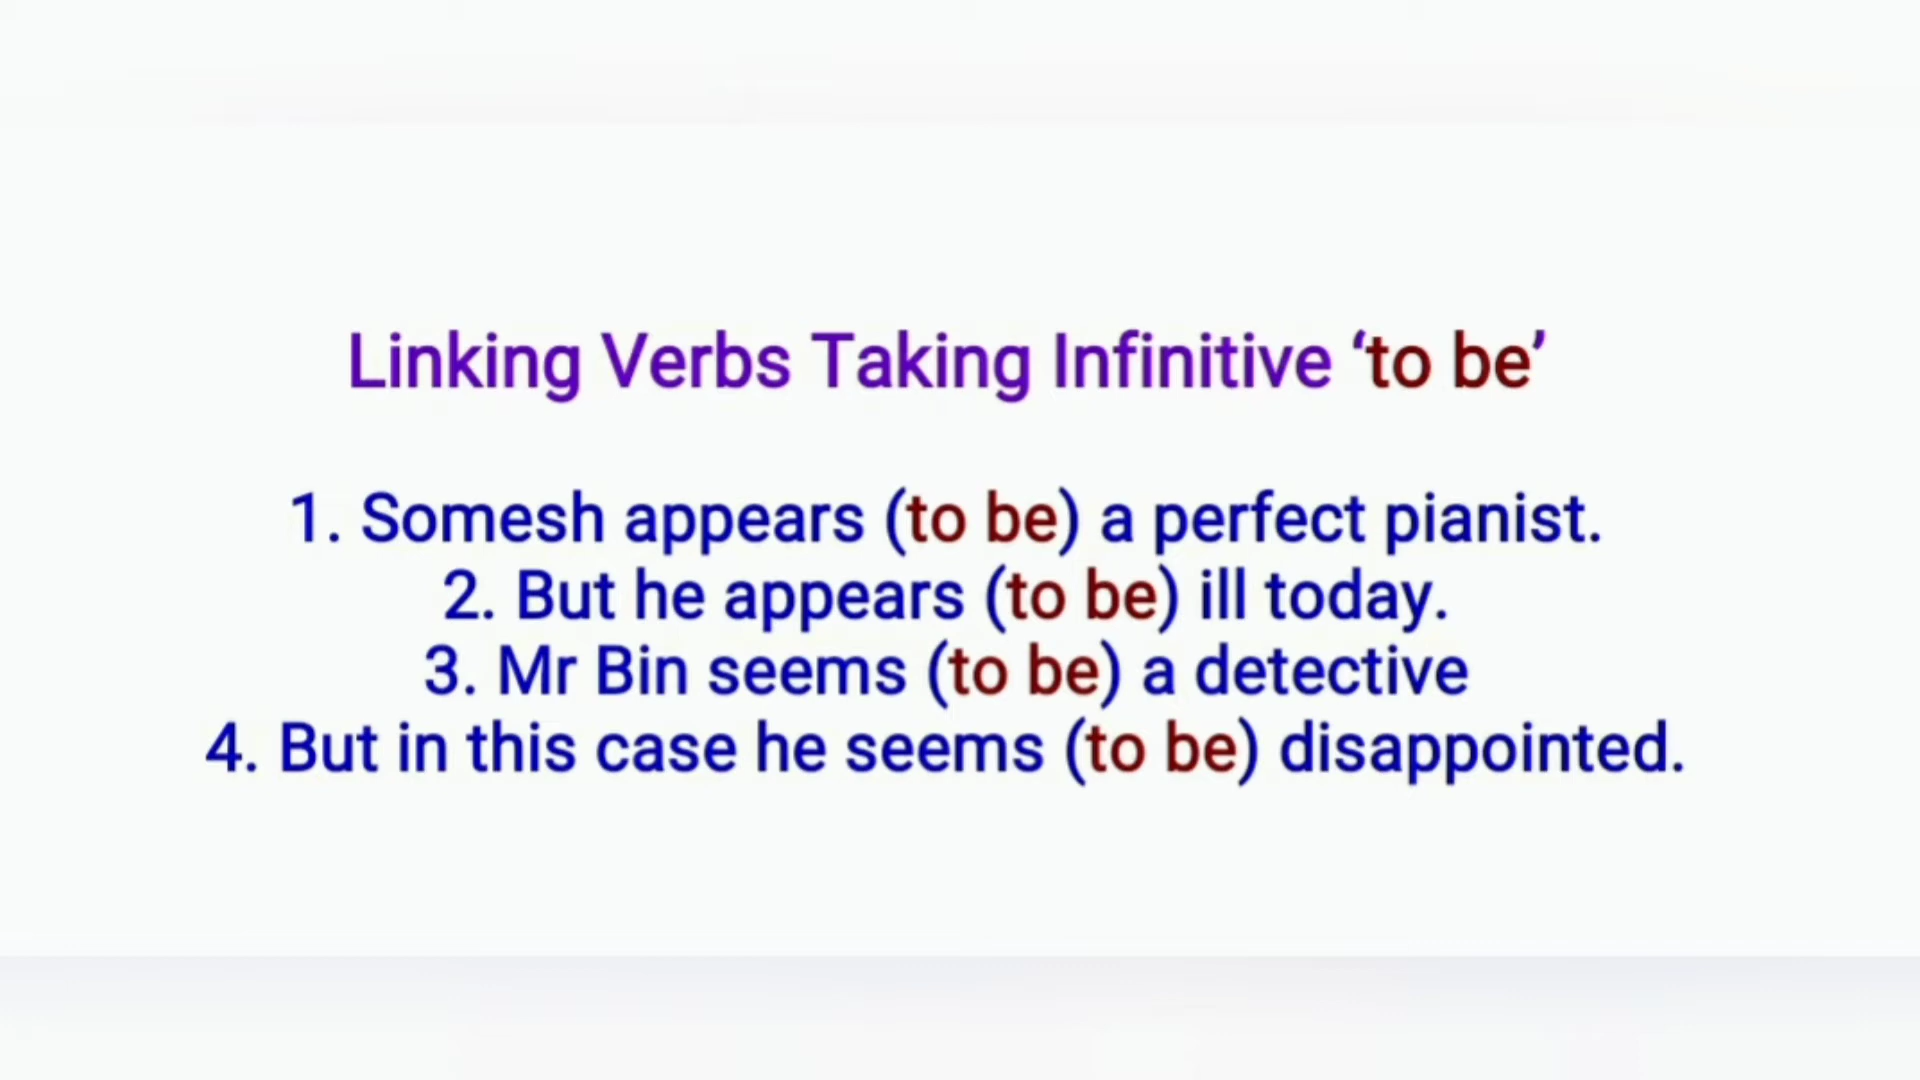 Linking Verbs Taking Infinitive ‘to be’
1. Somesh appears (to be) a perfect pianist.
2. But he appears (to be) ill today.
3. Mr Bin seems (to be) a detective
4. But in this case he seems (to be) disappointed.